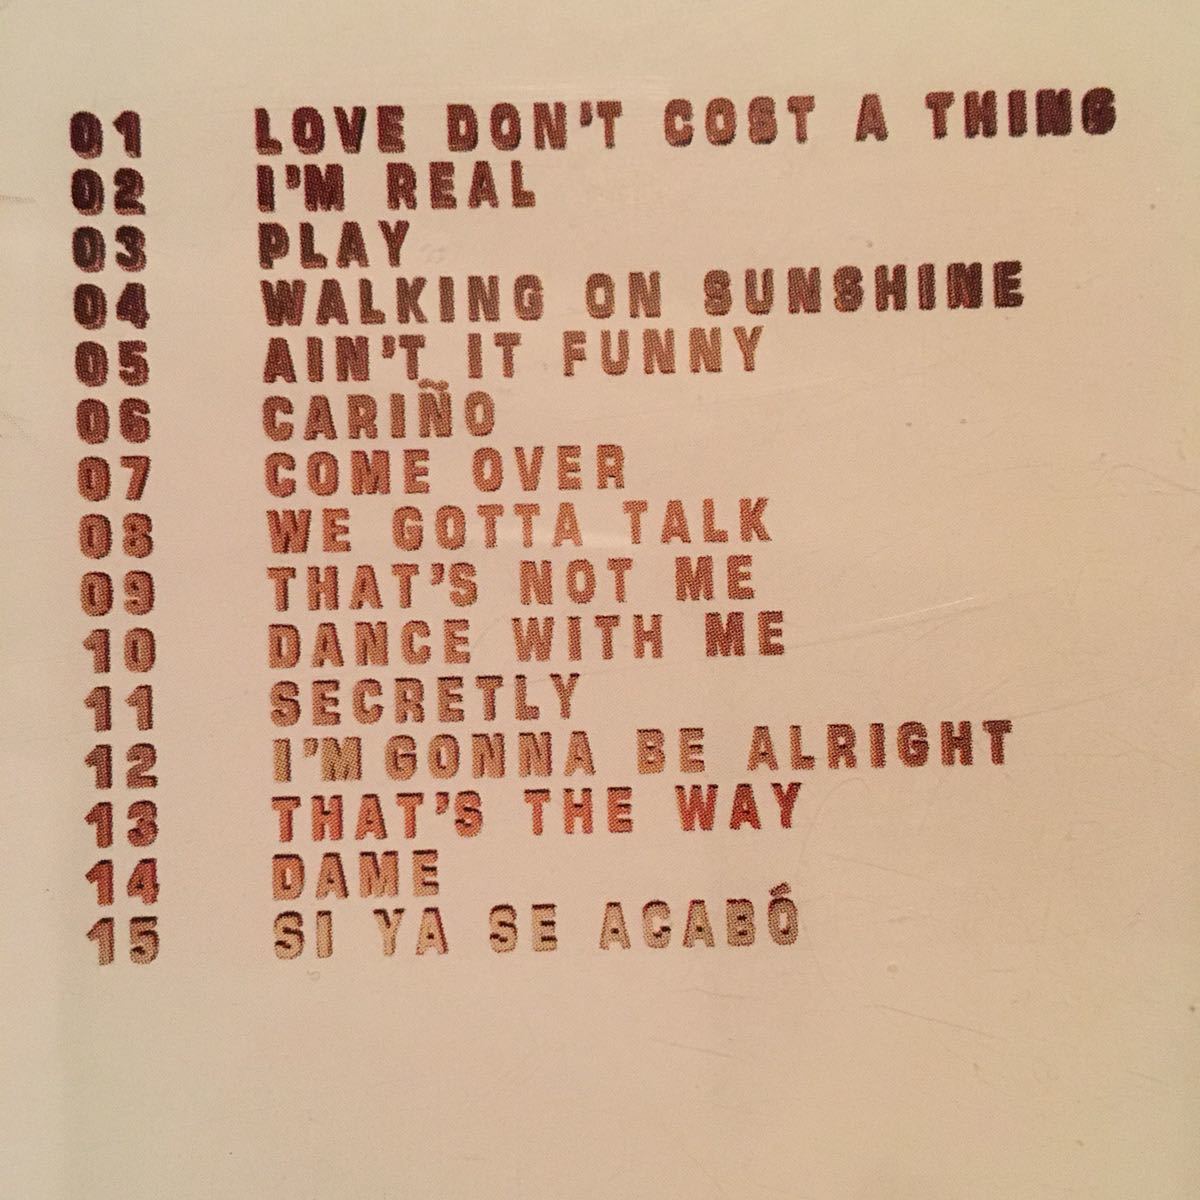 01 LOVE DON'T COST A THING
02 I'M REAL
03 PLAY
04 WALKING ON SUNSHINE
05 AIN'T IT FUNNY
06 CARIÑO
07 COME OVER
08 WE GOTTA TALK
09 THAT'S NOT ME
10 DANCE WITH ME
11 SECRETLY
12 I'M GONNA BE ALRIGHT
13 THAT'S THE WAY
14 DAME
15 SI YA SE ACABÓ